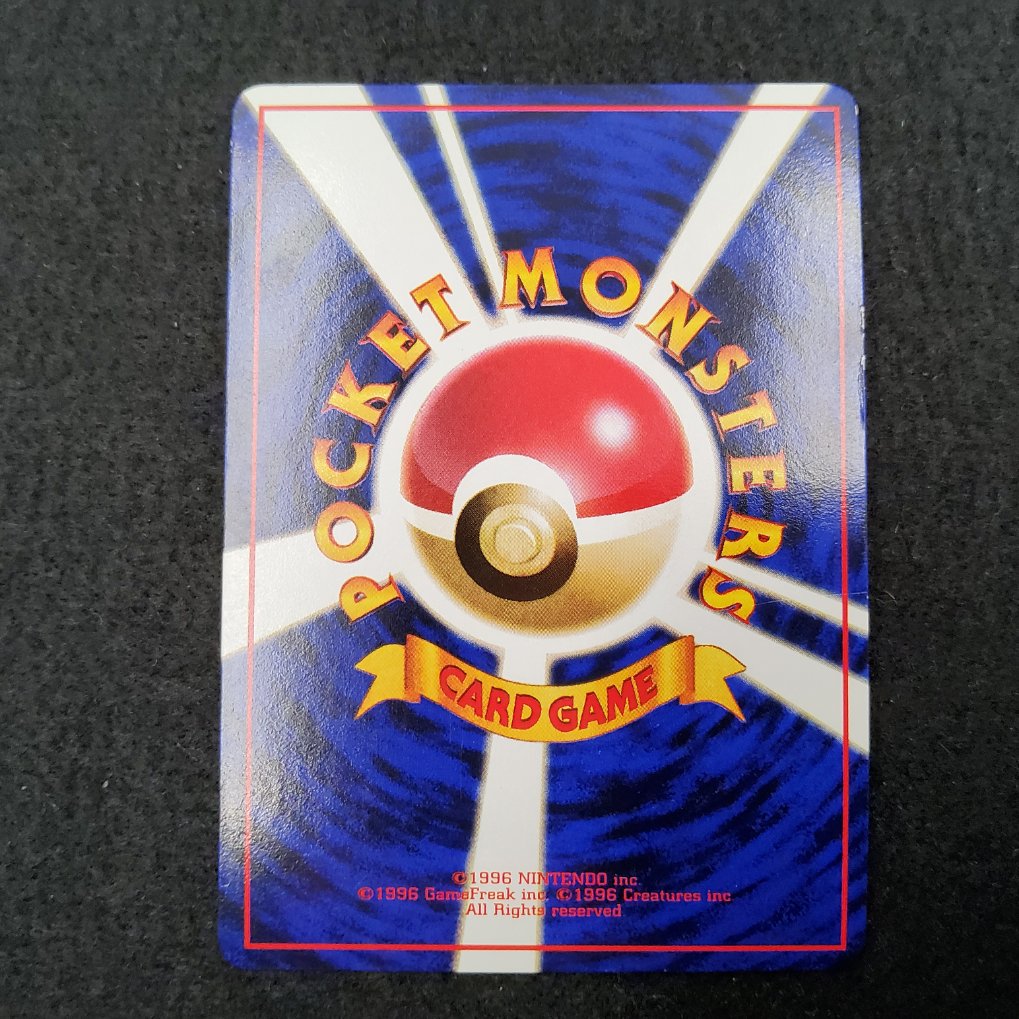 POCKET MONSTERS
CARD GAME
©1996 NINTENDO inc.
©1996 GameFreak inc. ©1996 Creatures inc
All Rights reserved